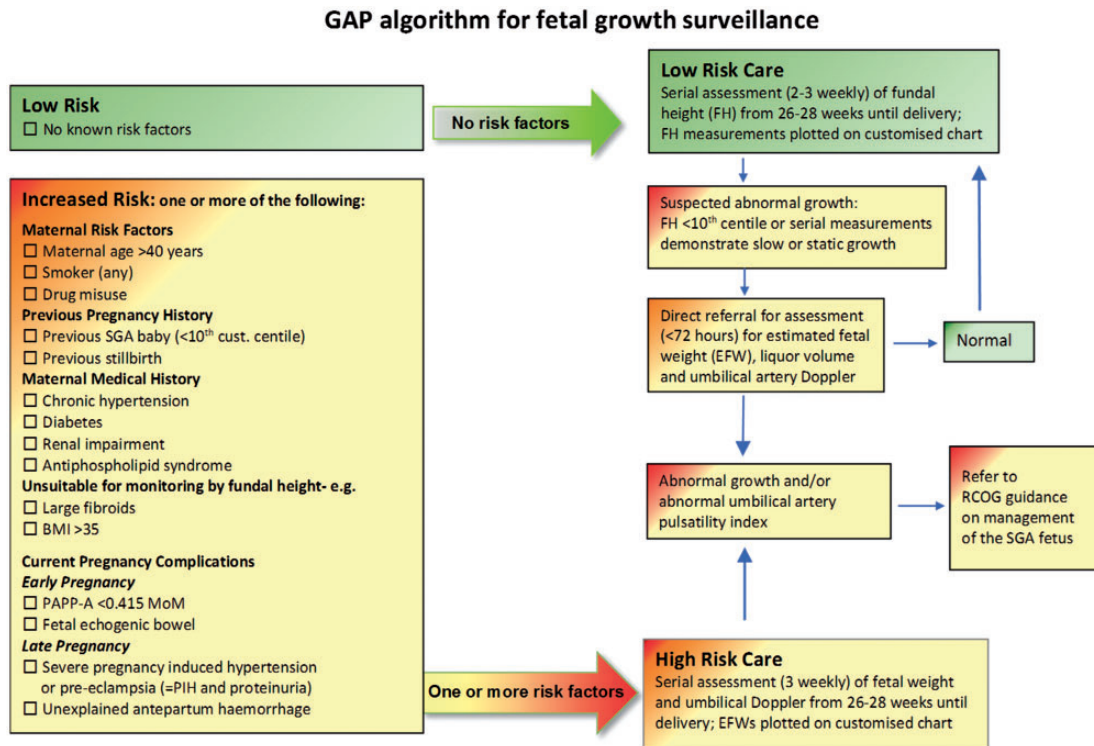 GAP algorithm for fetal growth surveillance
Low Risk
☐ No known risk factors
No risk factors
Low Risk Care
Serial assessment (2-3 weekly) of fundal
height (FH) from 26-28 weeks until delivery;
FH measurements plotted on customised chart
Increased Risk: one or more of the following:
Maternal Risk Factors
☐ Maternal age >40 years
☐ Smoker (any)
☐ Drug misuse
Previous Pregnancy History
☐ Previous SGA baby (<10th cust. centile)
☐ Previous stillbirth
Maternal Medical History
☐ Chronic hypertension
☐ Diabetes
☐ Renal impairment
☐ Antiphospholipid syndrome
Unsuitable for monitoring by fundal height- e.g.
☐ Large fibroids
☐ BMI >35
Current Pregnancy Complications
Early Pregnancy
☐ PAPP-A <0.415 MoM
☐ Fetal echogenic bowel
Late Pregnancy
☐ Severe pregnancy induced hypertension
or pre-eclampsia (=PIH and proteinuria)
☐ Unexplained antepartum haemorrhage
Suspected abnormal growth:
FH <10th centile or serial measurements
demonstrate slow or static growth
Direct referral for assessment
(<72 hours) for estimated fetal
weight (EFW), liquor volume
and umbilical artery Doppler
Normal
Abnormal growth and/or
abnormal umbilical artery
pulsatility index
Refer to
RCOG guidance
on management
of the SGA fetus
One or more risk factors
High Risk Care
Serial assessment (3 weekly) of fetal weight
and umbilical Doppler from 26-28 weeks until
delivery; EFWs plotted on customised chart